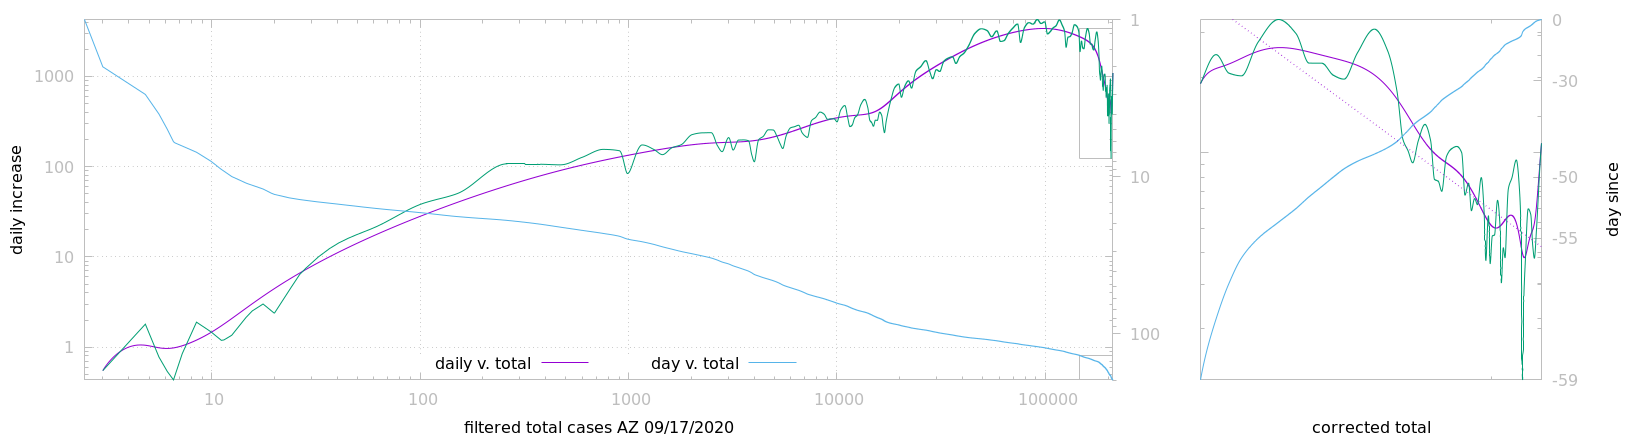 1000
100
10
1
daily increase
10
100
1000
10000
100000
filtered total cases AZ 09/17/2020
daily v. total
day v. total
1
10
100
0
-30
-50
-55
-59
day since
corrected total